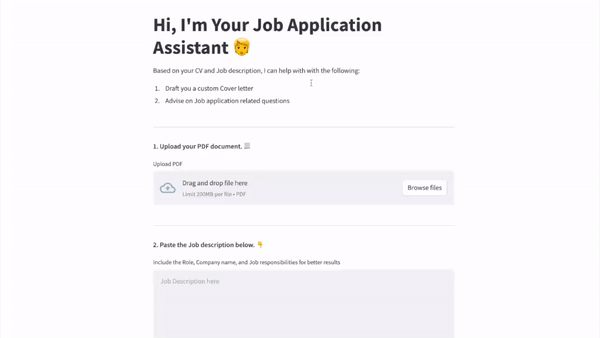 Hi, I'm Your Job Application
Assistant 🧑
Based on your CV and Job description, I can help with with the following:
1. Draft you a custom Cover letter
2. Advise on Job application related questions
1. Upload your PDF document. 📄
Upload PDF
Drag and drop file here
Limit 200MB per file • PDF
Browse files
2. Paste the Job description below. 👇
Include the Role, Company name, and Job responsibilities for better results
Job Description here